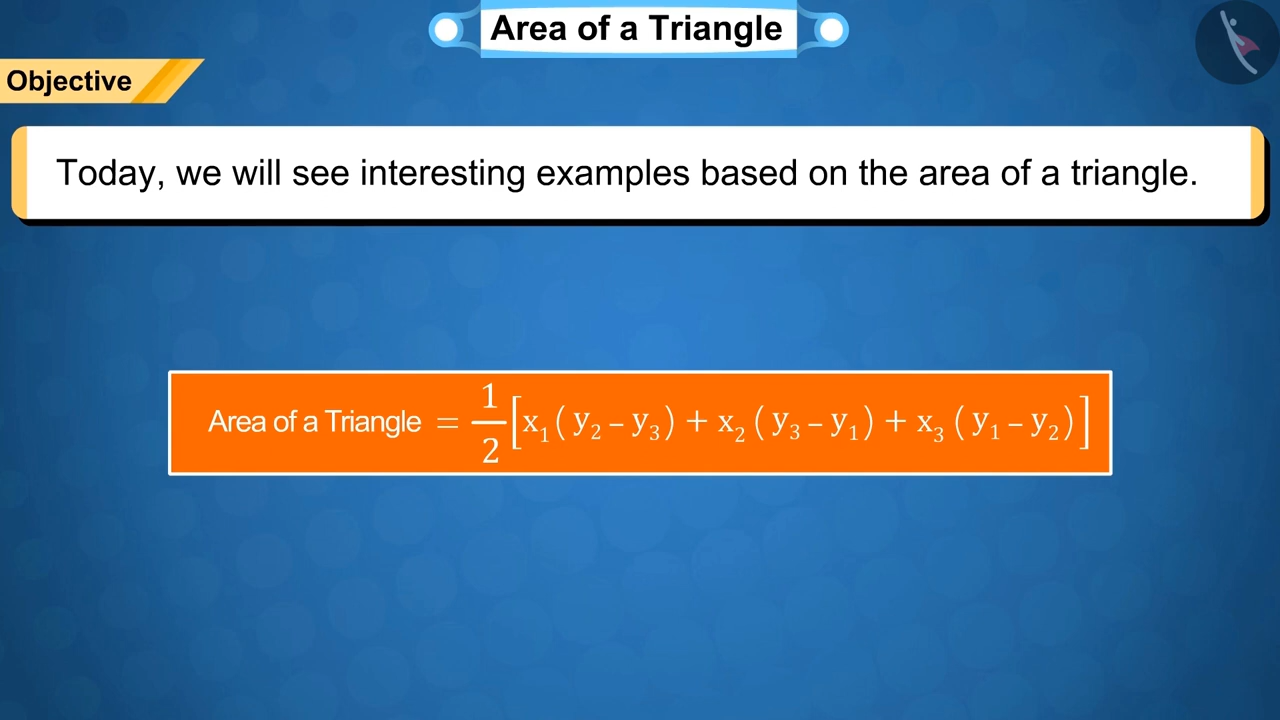 Area of a Triangle
Objective
Today, we will see interesting examples based on the area of a triangle.
Area of a Triangle = 1/2 [x₁ ( y₂ – y₃ ) + x₂ ( y₃ – y₁ ) + x₃ ( y₁ – y₂ )]